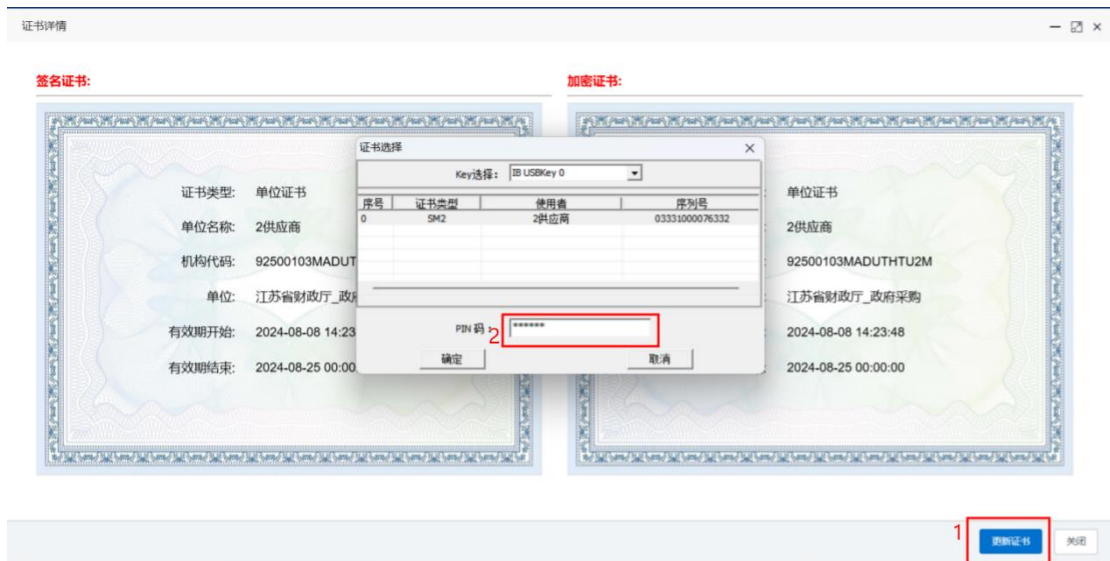 证书详情
签名证书:
加密证书:
证书选择
Key选择: IB USBKey 0
序号 证书类型 使用者 序列号
0 SM2 2供应商 03331000076332
PIN 码: ******
2
确定 取消
证书类型: 单位证书
单位名称: 2供应商
机构代码: 92500103MADUT
单位: 江苏省财政厅_政府
有效期开始: 2024-08-08 14:23
有效期结束: 2024-08-25 00:00
单位证书
2供应商
92500103MADUTHTU2M
江苏省财政厅_政府采购
2024-08-08 14:23:48
2024-08-25 00:00:00
1
更新证书 关闭